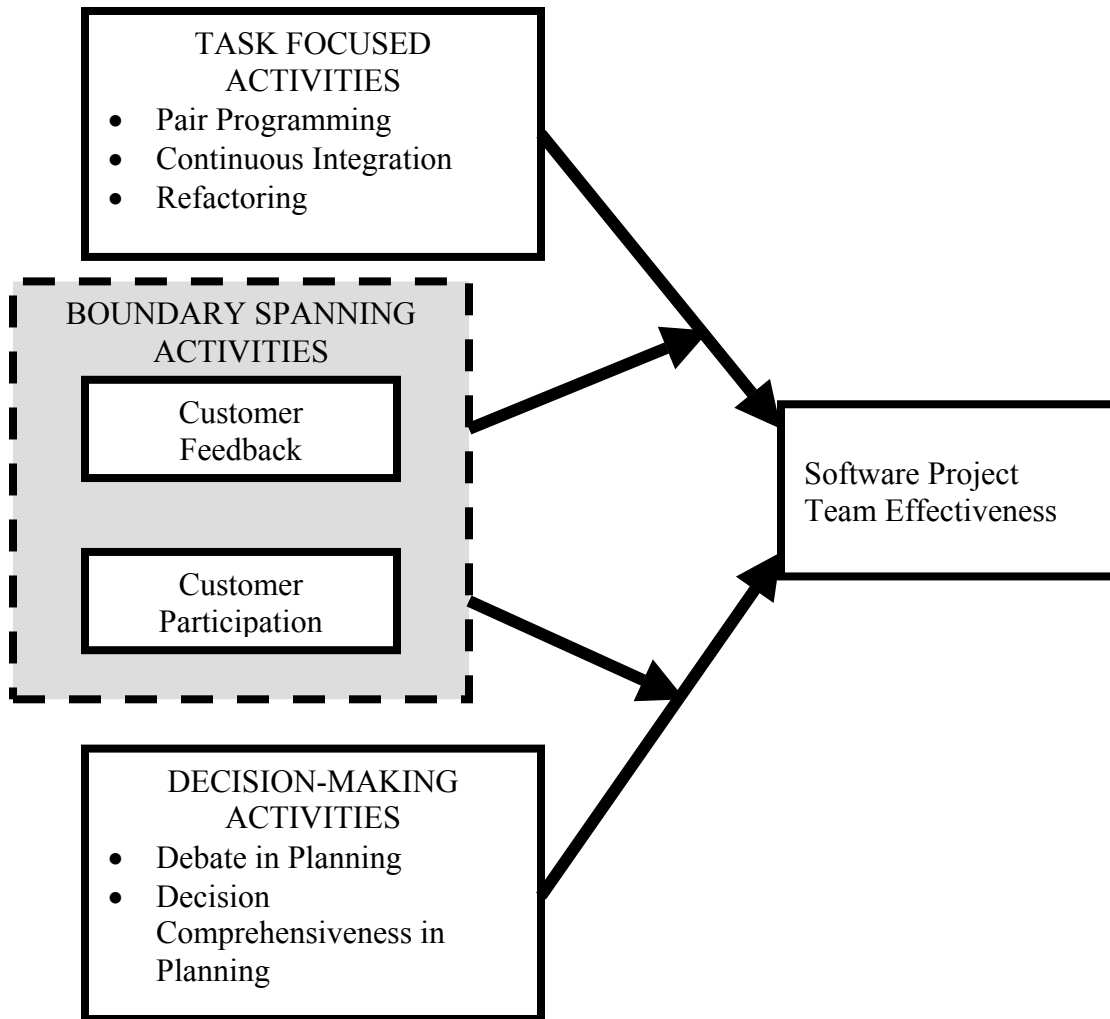 TASK FOCUSED
ACTIVITIES
• Pair Programming
• Continuous Integration
• Refactoring
BOUNDARY SPANNING
ACTIVITIES
Customer
Feedback
Customer
Participation
Software Project
Team Effectiveness
DECISION-MAKING
ACTIVITIES
• Debate in Planning
• Decision
Comprehensiveness in
Planning